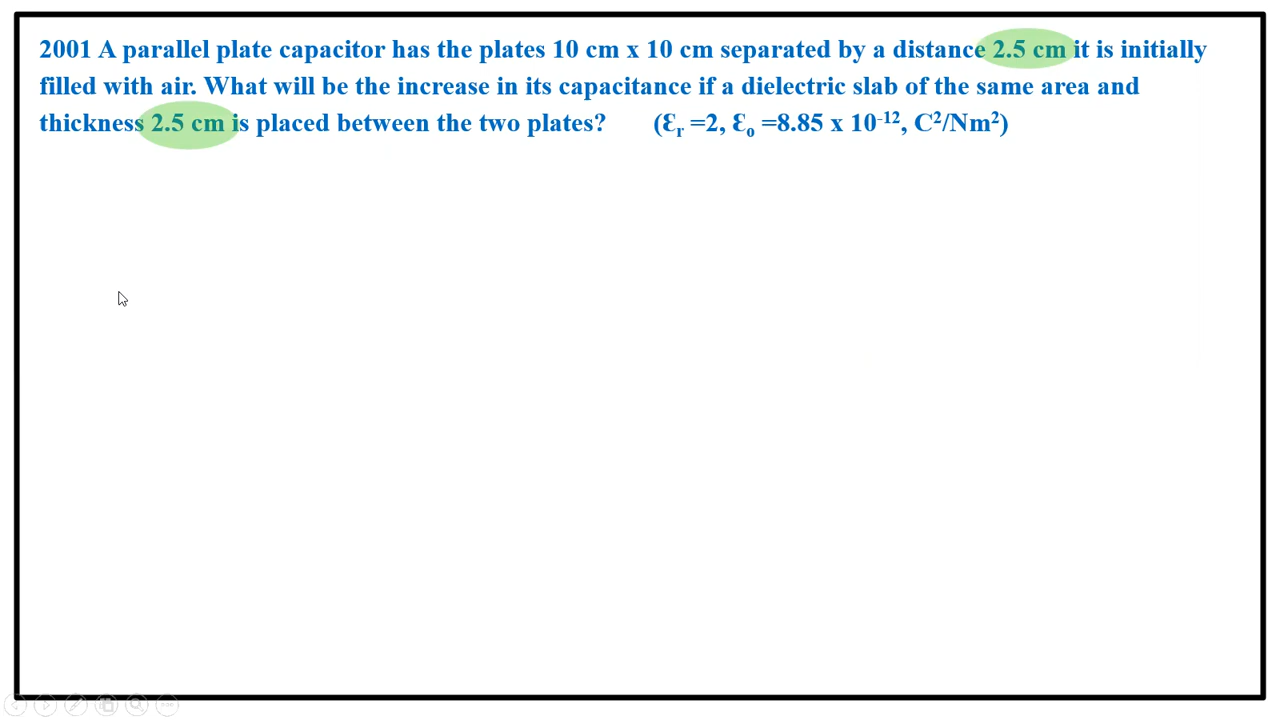 2001 A parallel plate capacitor has the plates 10 cm x 10 cm separated by a distance 2.5 cm it is initially
filled with air. What will be the increase in its capacitance if a dielectric slab of the same area and
thickness 2.5 cm is placed between the two plates? (Ɛr =2, Ɛo =8.85 x 10⁻¹², C²/Nm²)